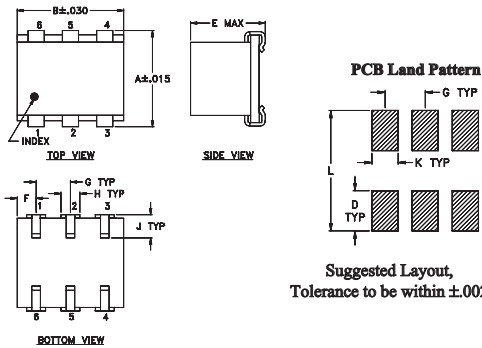 B±.030
6 5 4
A±.015
INDEX
1 2 3
TOP VIEW
E MAX
SIDE VIEW
PCB Land Pattern
G TYP
K TYP
L
D
TYP
Suggested Layout,
Tolerance to be within ±.002
G TYP
H TYP
F
1 2 3
J TYP
6 5 4
BOTTOM VIEW